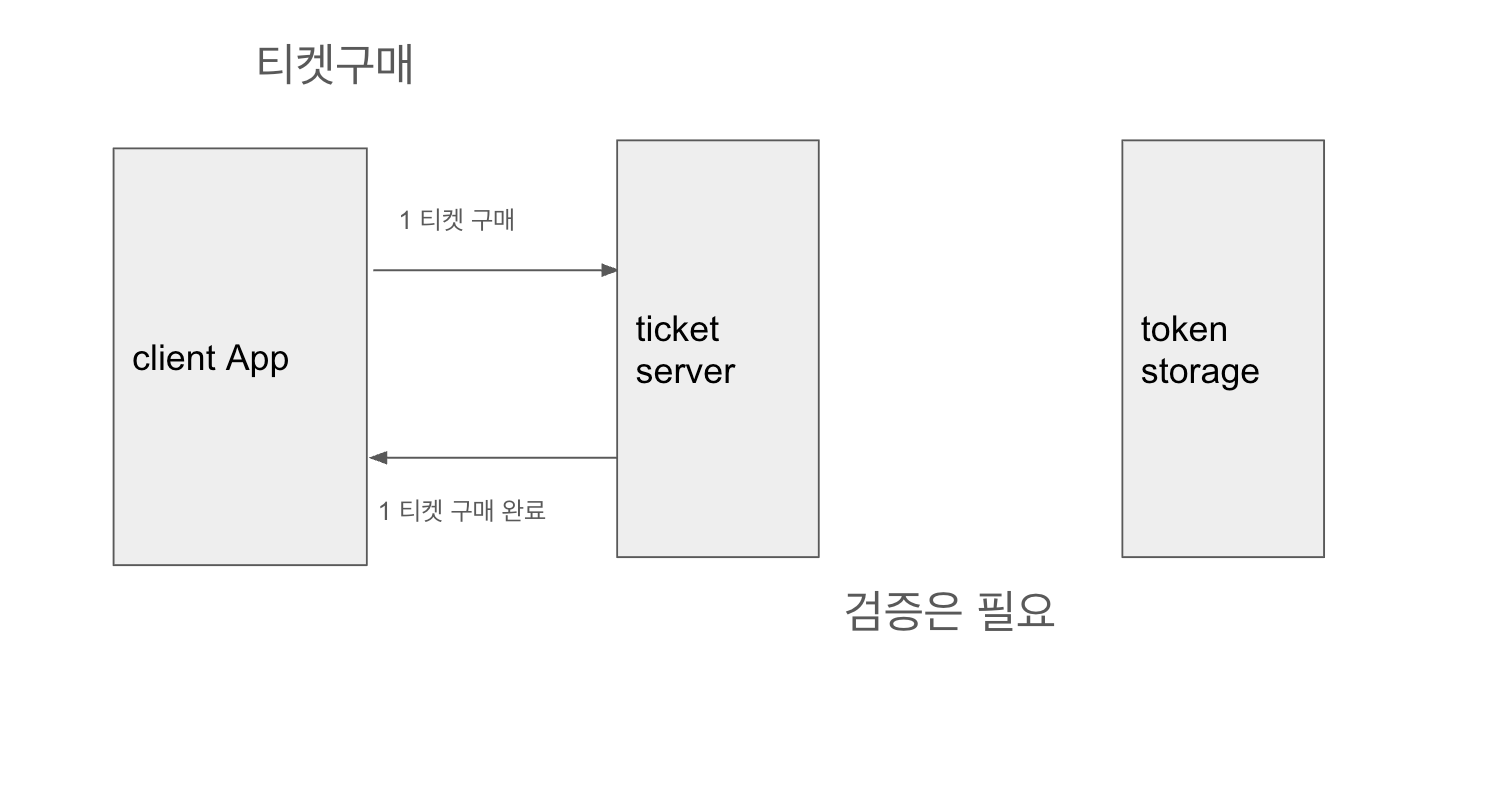 티켓구매
1 티켓 구매
client App
ticket
server
token
storage
1 티켓 구매 완료
검증은 필요